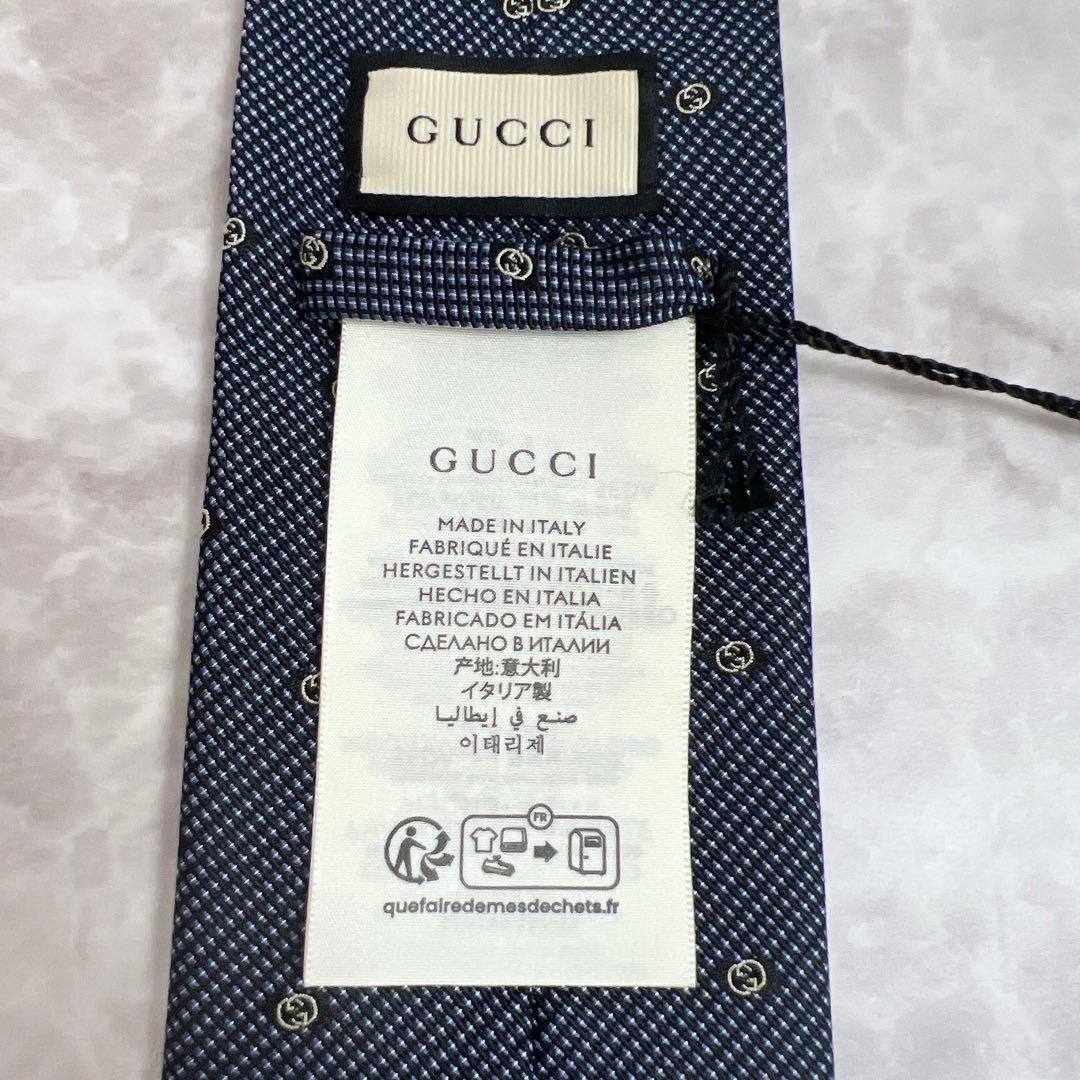 GUCCI
GUCCI
MADE IN ITALY
FABRIQUÉ EN ITALIE
HERGESTELLT IN ITALIEN
HECHO EN ITALIA
FABRICADO EM ITÁLIA
СДЕЛАНО В ИТАЛИИ
产地:意大利
イタリア製
صنع في إيطاليا
이태리제
FR
quefairedemesdechets.fr